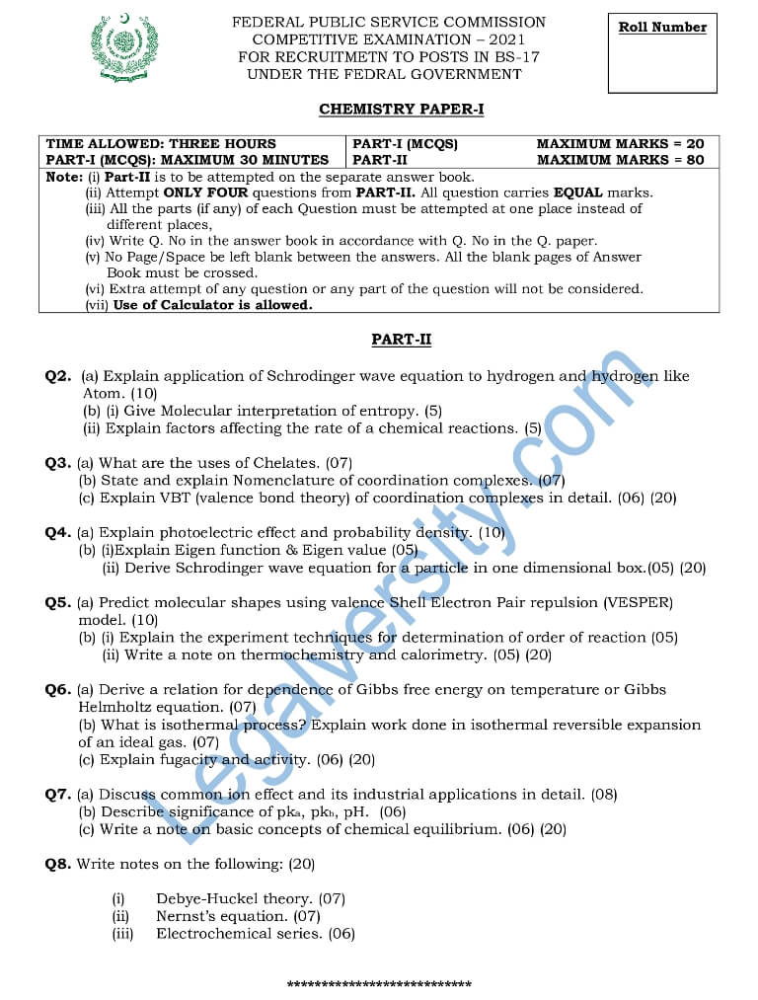 FEDERAL PUBLIC SERVICE COMMISSION
COMPETITIVE EXAMINATION – 2021
FOR RECRUITMETN TO POSTS IN BS-17
UNDER THE FEDRAL GOVERNMENT
Roll Number
CHEMISTRY PAPER-I
TIME ALLOWED: THREE HOURS PART-I (MCQS) MAXIMUM MARKS = 20
PART-I (MCQS): MAXIMUM 30 MINUTES PART-II MAXIMUM MARKS = 80
Note: (i) Part-II is to be attempted on the separate answer book.
(ii) Attempt ONLY FOUR questions from PART-II. All question carries EQUAL marks.
(iii) All the parts (if any) of each Question must be attempted at one place instead of
different places,
(iv) Write Q. No in the answer book in accordance with Q. No in the Q. paper.
(v) No Page/Space be left blank between the answers. All the blank pages of Answer
Book must be crossed.
(vi) Extra attempt of any question or any part of the question will not be considered.
(vii) Use of Calculator is allowed.
PART-II
Q2. (a) Explain application of Schrodinger wave equation to hydrogen and hydrogen like
Atom. (10)
(b) (i) Give Molecular interpretation of entropy. (5)
(ii) Explain factors affecting the rate of a chemical reactions. (5)
Q3. (a) What are the uses of Chelates. (07)
(b) State and explain Nomenclature of coordination complexes. (07)
(c) Explain VBT (valence bond theory) of coordination complexes in detail. (06) (20)
Q4. (a) Explain photoelectric effect and probability density. (10)
(b) (i)Explain Eigen function & Eigen value (05)
(ii) Derive Schrodinger wave equation for a particle in one dimensional box.(05) (20)
Q5. (a) Predict molecular shapes using valence Shell Electron Pair repulsion (VESPER)
model. (10)
(b) (i) Explain the experiment techniques for determination of order of reaction (05)
(ii) Write a note on thermochemistry and calorimetry. (05) (20)
Q6. (a) Derive a relation for dependence of Gibbs free energy on temperature or Gibbs
Helmholtz equation. (07)
(b) What is isothermal process? Explain work done in isothermal reversible expansion
of an ideal gas. (07)
(c) Explain fugacity and activity. (06) (20)
Q7. (a) Discuss common ion effect and its industrial applications in detail. (08)
(b) Describe significance of pka, pkb, pH. (06)
(c) Write a note on basic concepts of chemical equilibrium. (06) (20)
Q8. Write notes on the following: (20)
(i) Debye-Huckel theory. (07)
(ii) Nernst's equation. (07)
(iii) Electrochemical series. (06)
***************************
Legalversity.com